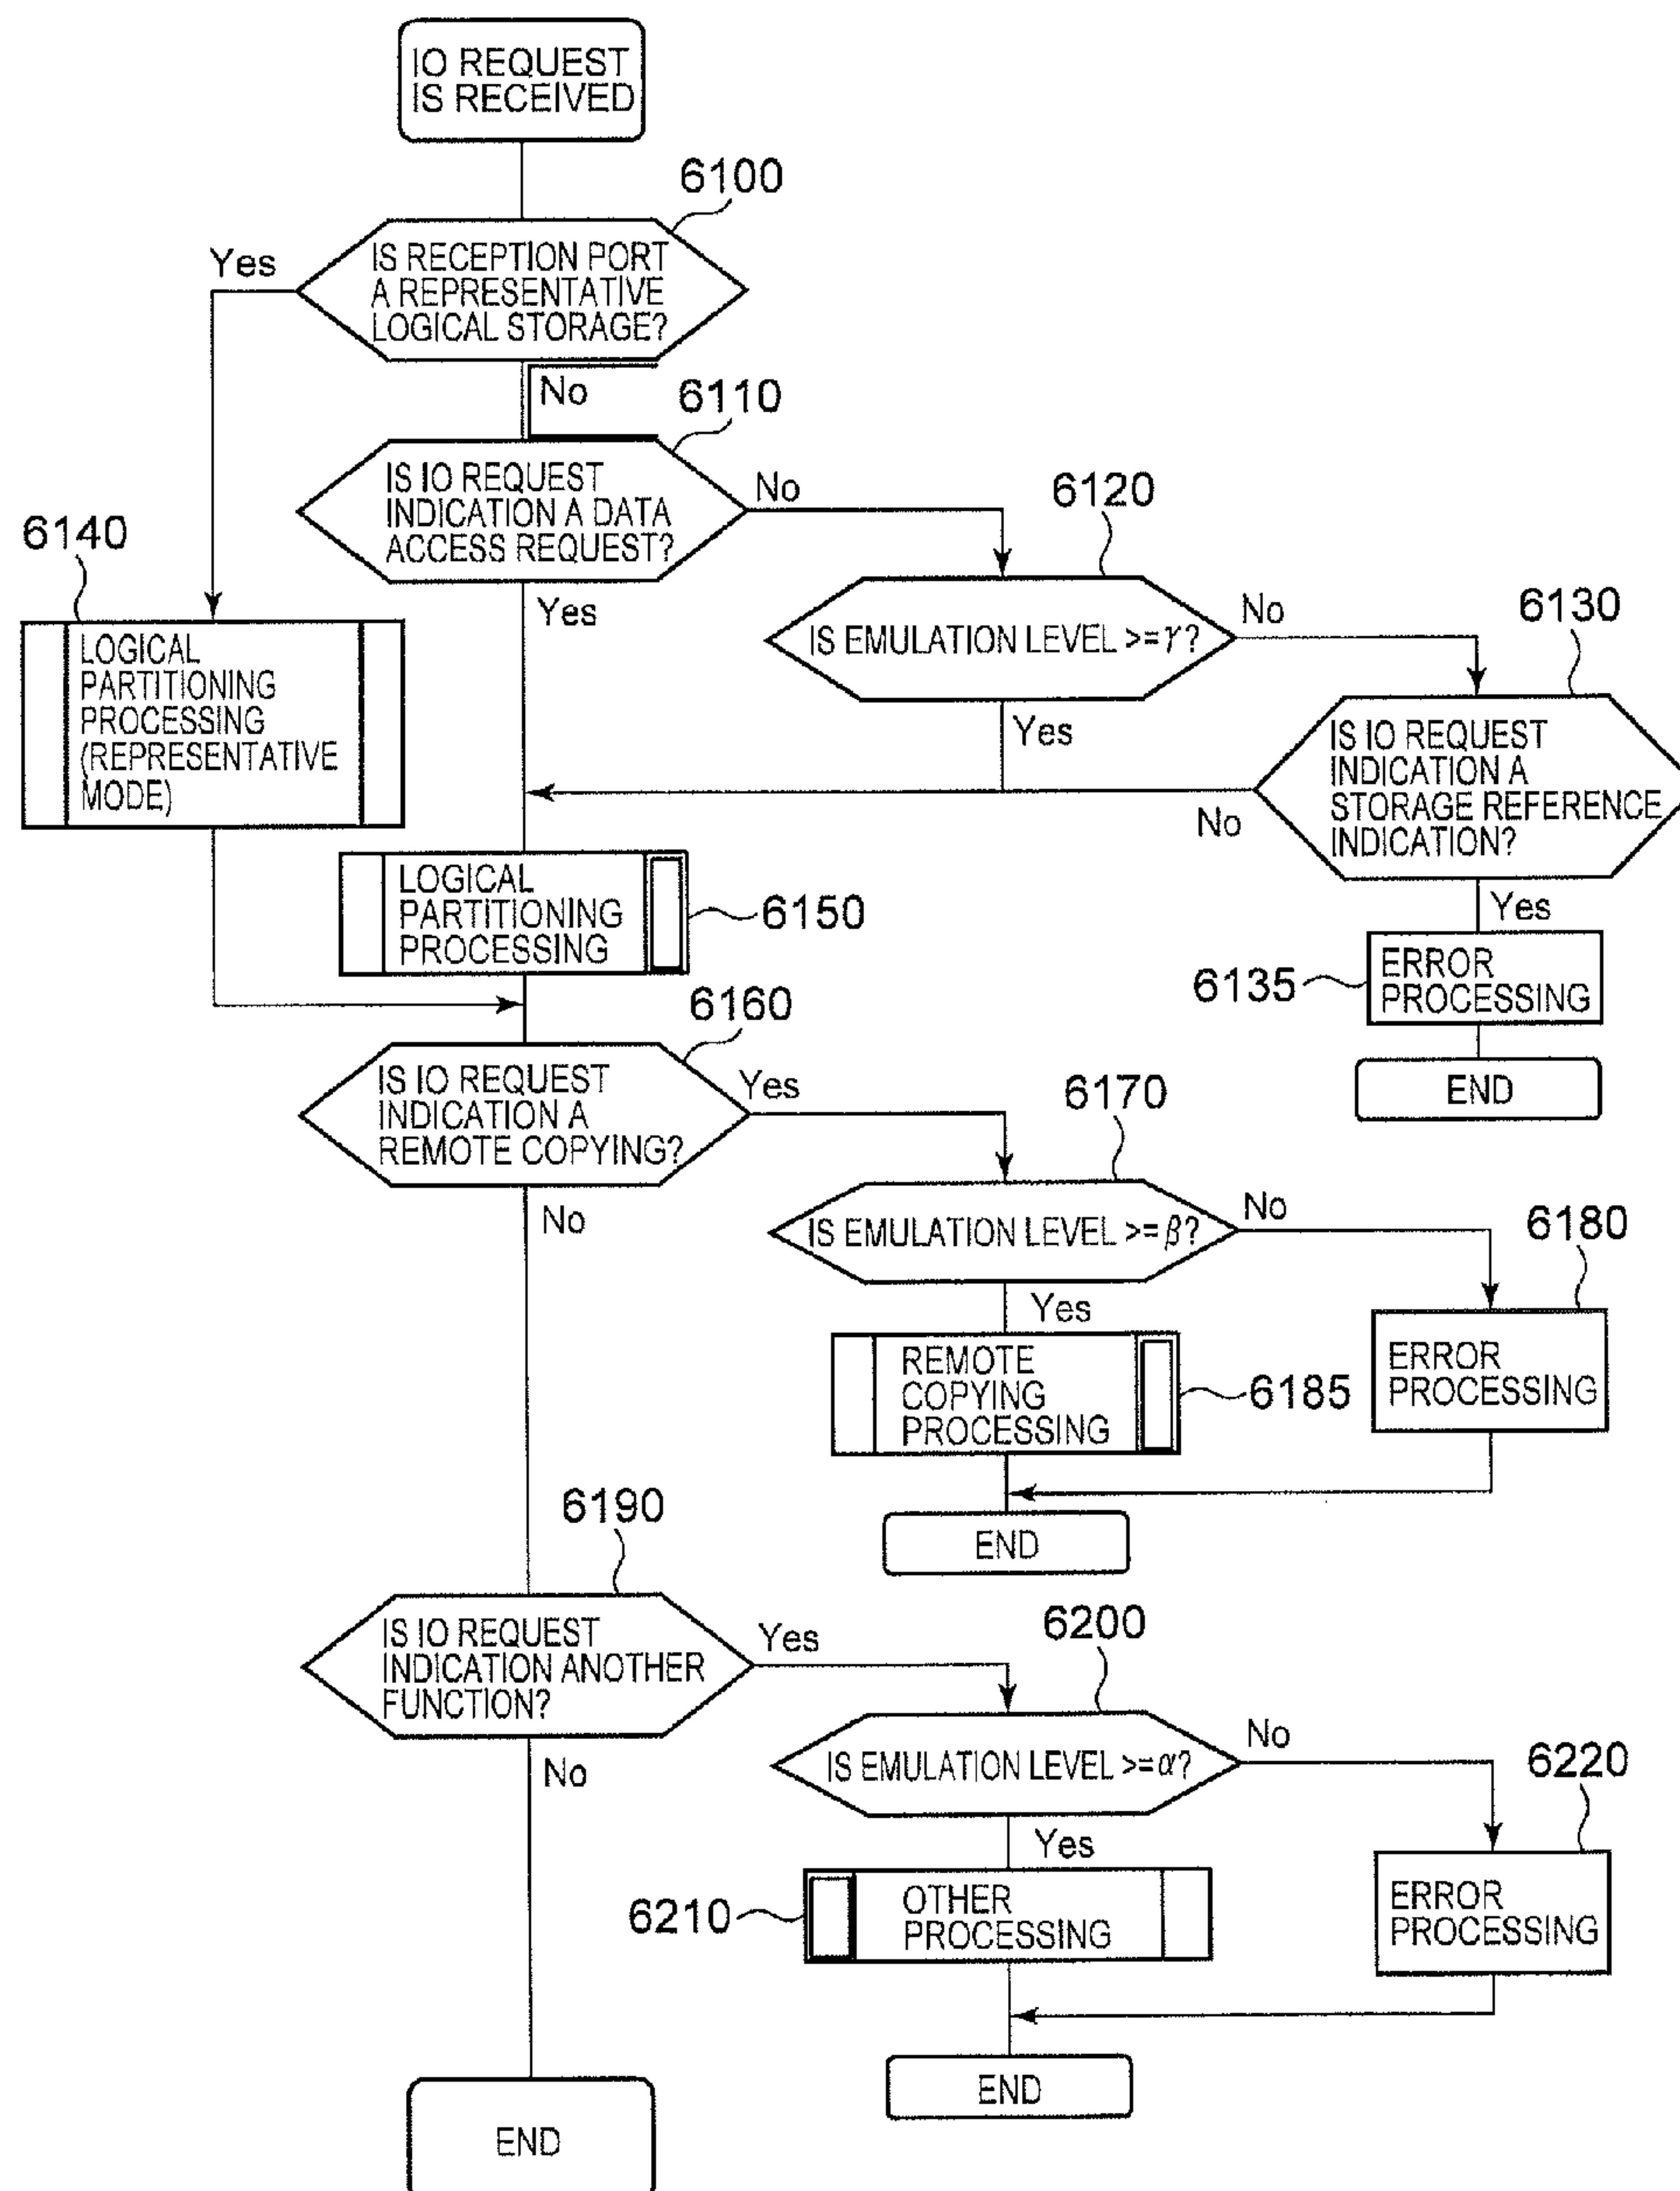 IO REQUEST
IS RECEIVED
6100
Yes
IS RECEPTION PORT
A REPRESENTATIVE
LOGICAL STORAGE?
No
6110
IS IO REQUEST
INDICATION A DATA
ACCESS REQUEST?
No
6120
6140
Yes
IS EMULATION LEVEL >=γ?
No
6130
LOGICAL
PARTITIONING
PROCESSING
(REPRESENTATIVE
MODE)
Yes
IS IO REQUEST
INDICATION A
STORAGE REFERENCE
INDICATION?
No
LOGICAL
PARTITIONING
PROCESSING
6150
Yes
6135
ERROR
PROCESSING
END
6160
IS IO REQUEST
INDICATION A
REMOTE COPYING?
Yes
6170
No
IS EMULATION LEVEL >=β?
No
6180
Yes
REMOTE
COPYING
PROCESSING
6185
ERROR
PROCESSING
END
6190
IS IO REQUEST
INDICATION ANOTHER
FUNCTION?
Yes
6200
No
IS EMULATION LEVEL >=α?
No
6220
Yes
6210
OTHER
PROCESSING
ERROR
PROCESSING
END
END